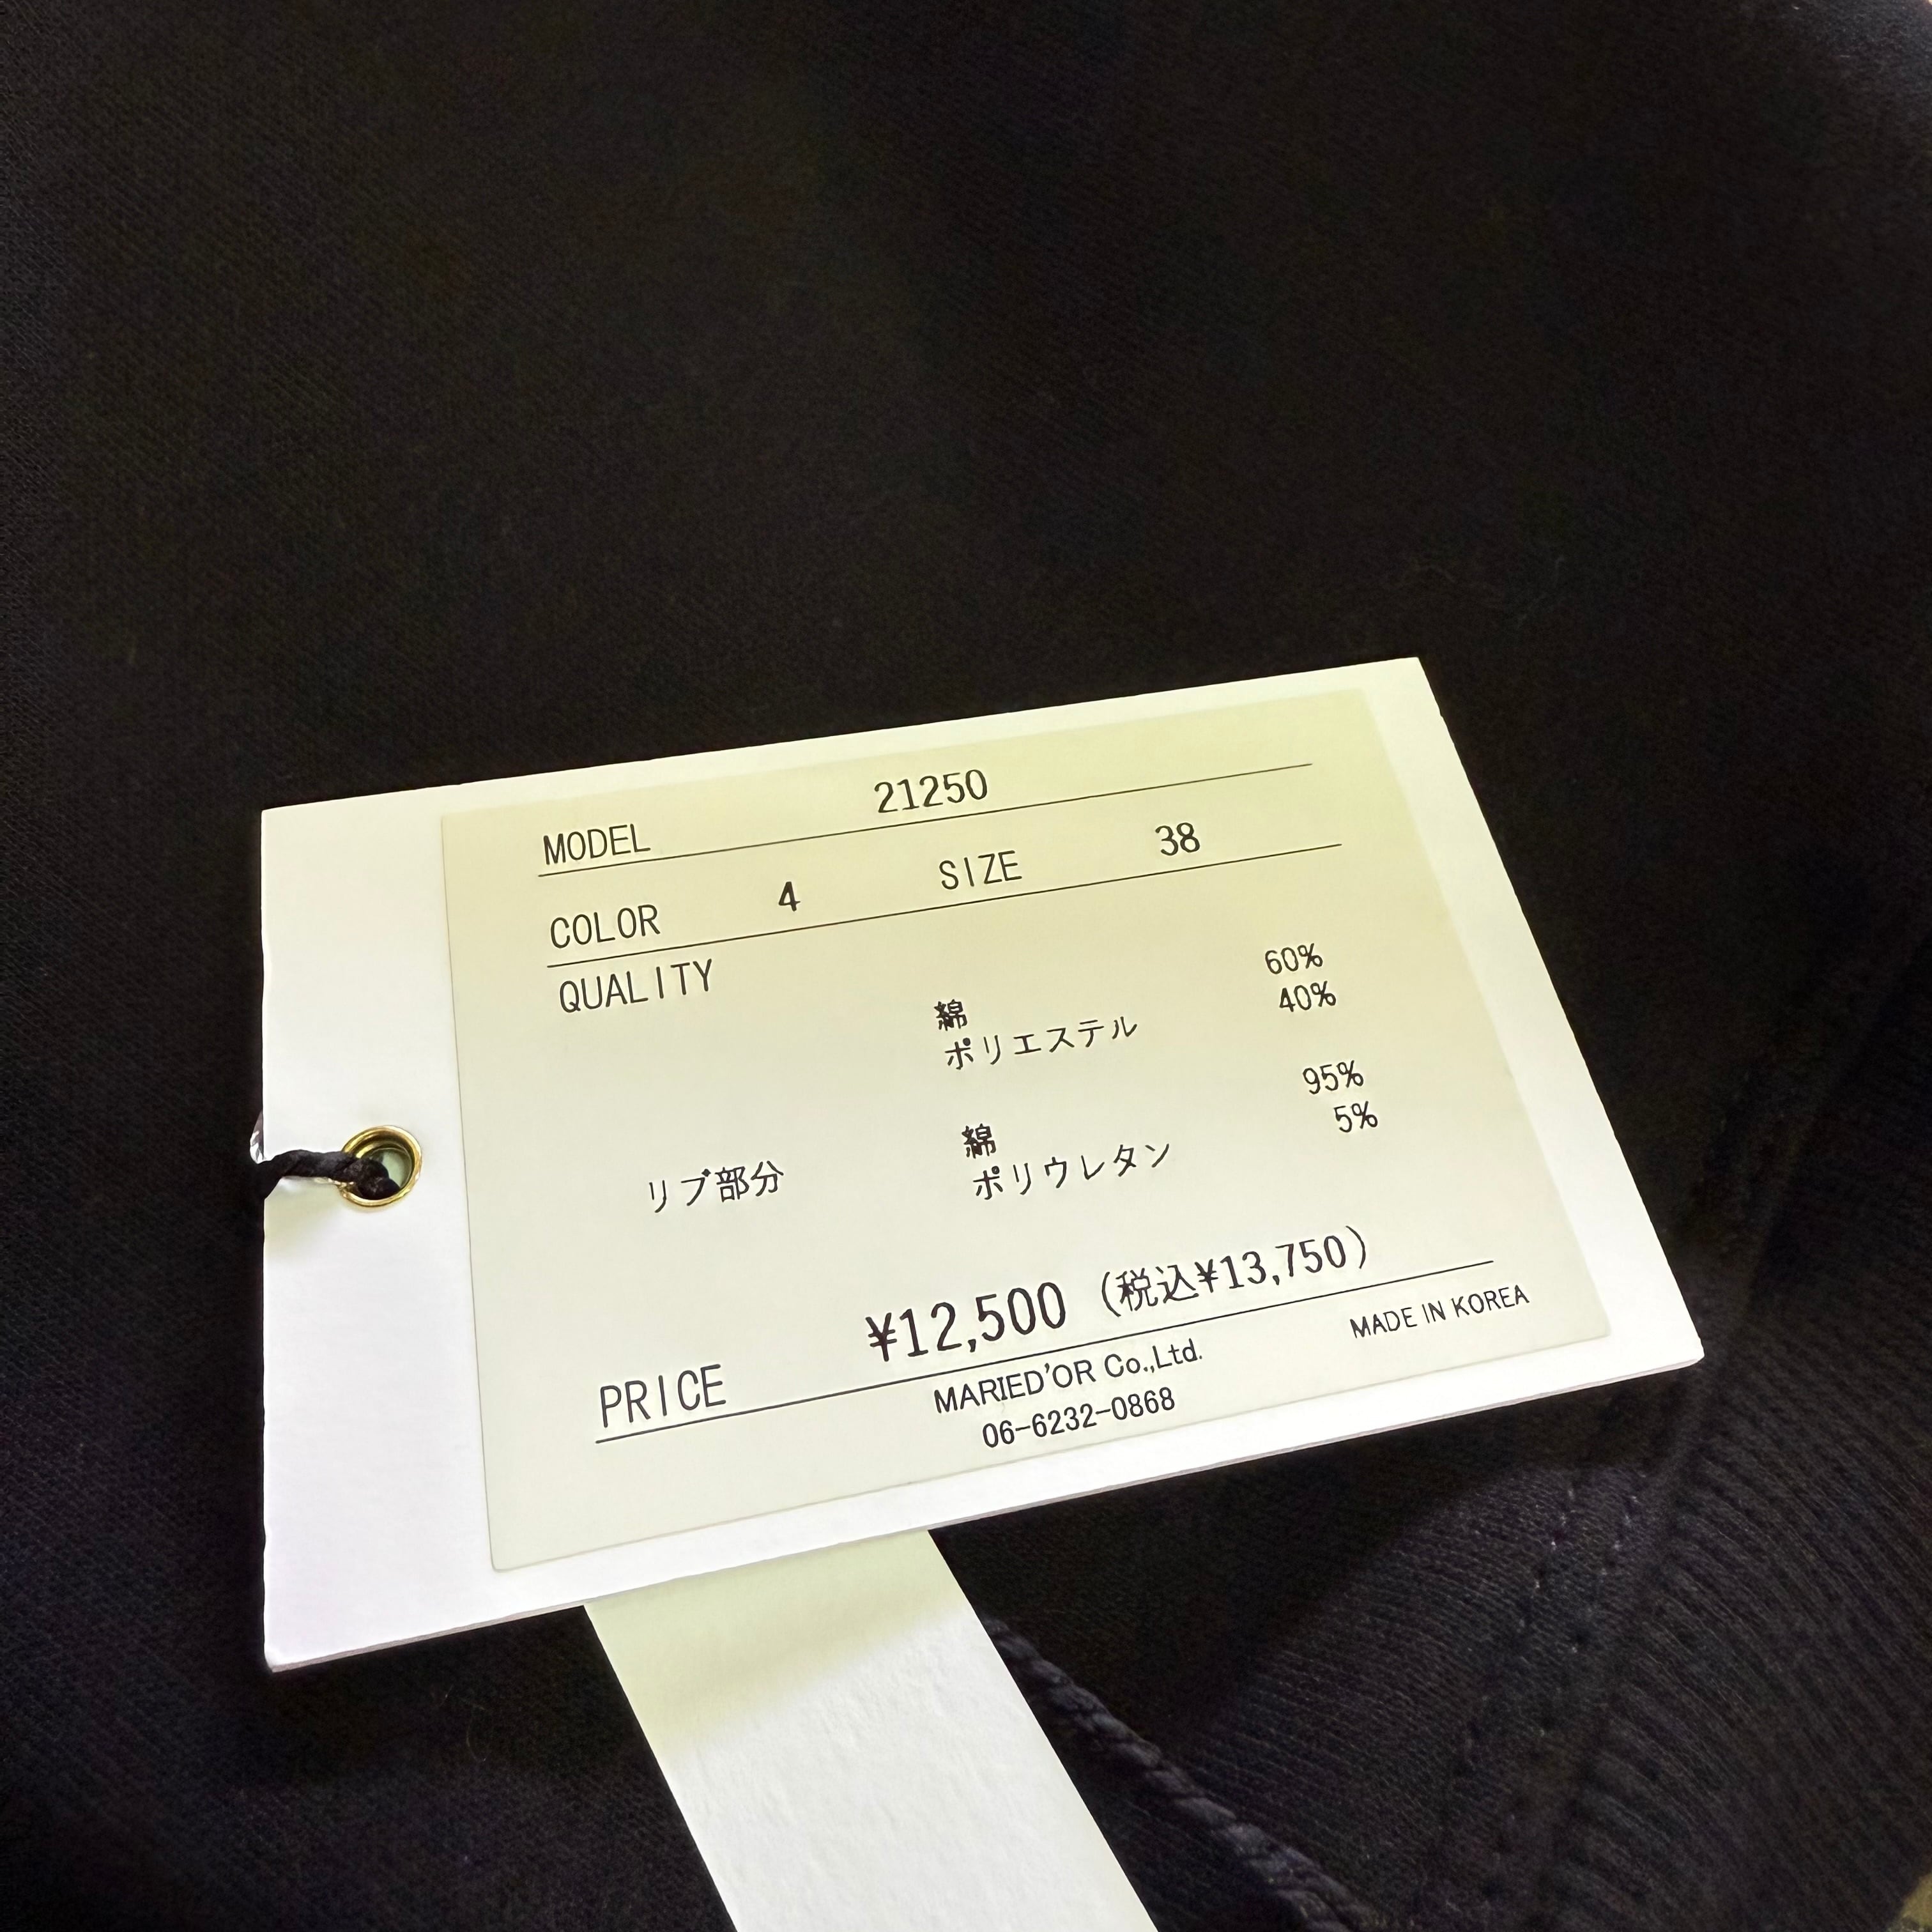 MODEL 21250
COLOR 4 SIZE 38
QUALITY
綿 60%
ポリエステル 40%
リブ部分
綿 95%
ポリウレタン 5%
PRICE ¥12,500 (税込¥13,750)
MARIED'OR Co.,Ltd. MADE IN KOREA
06-6232-0868